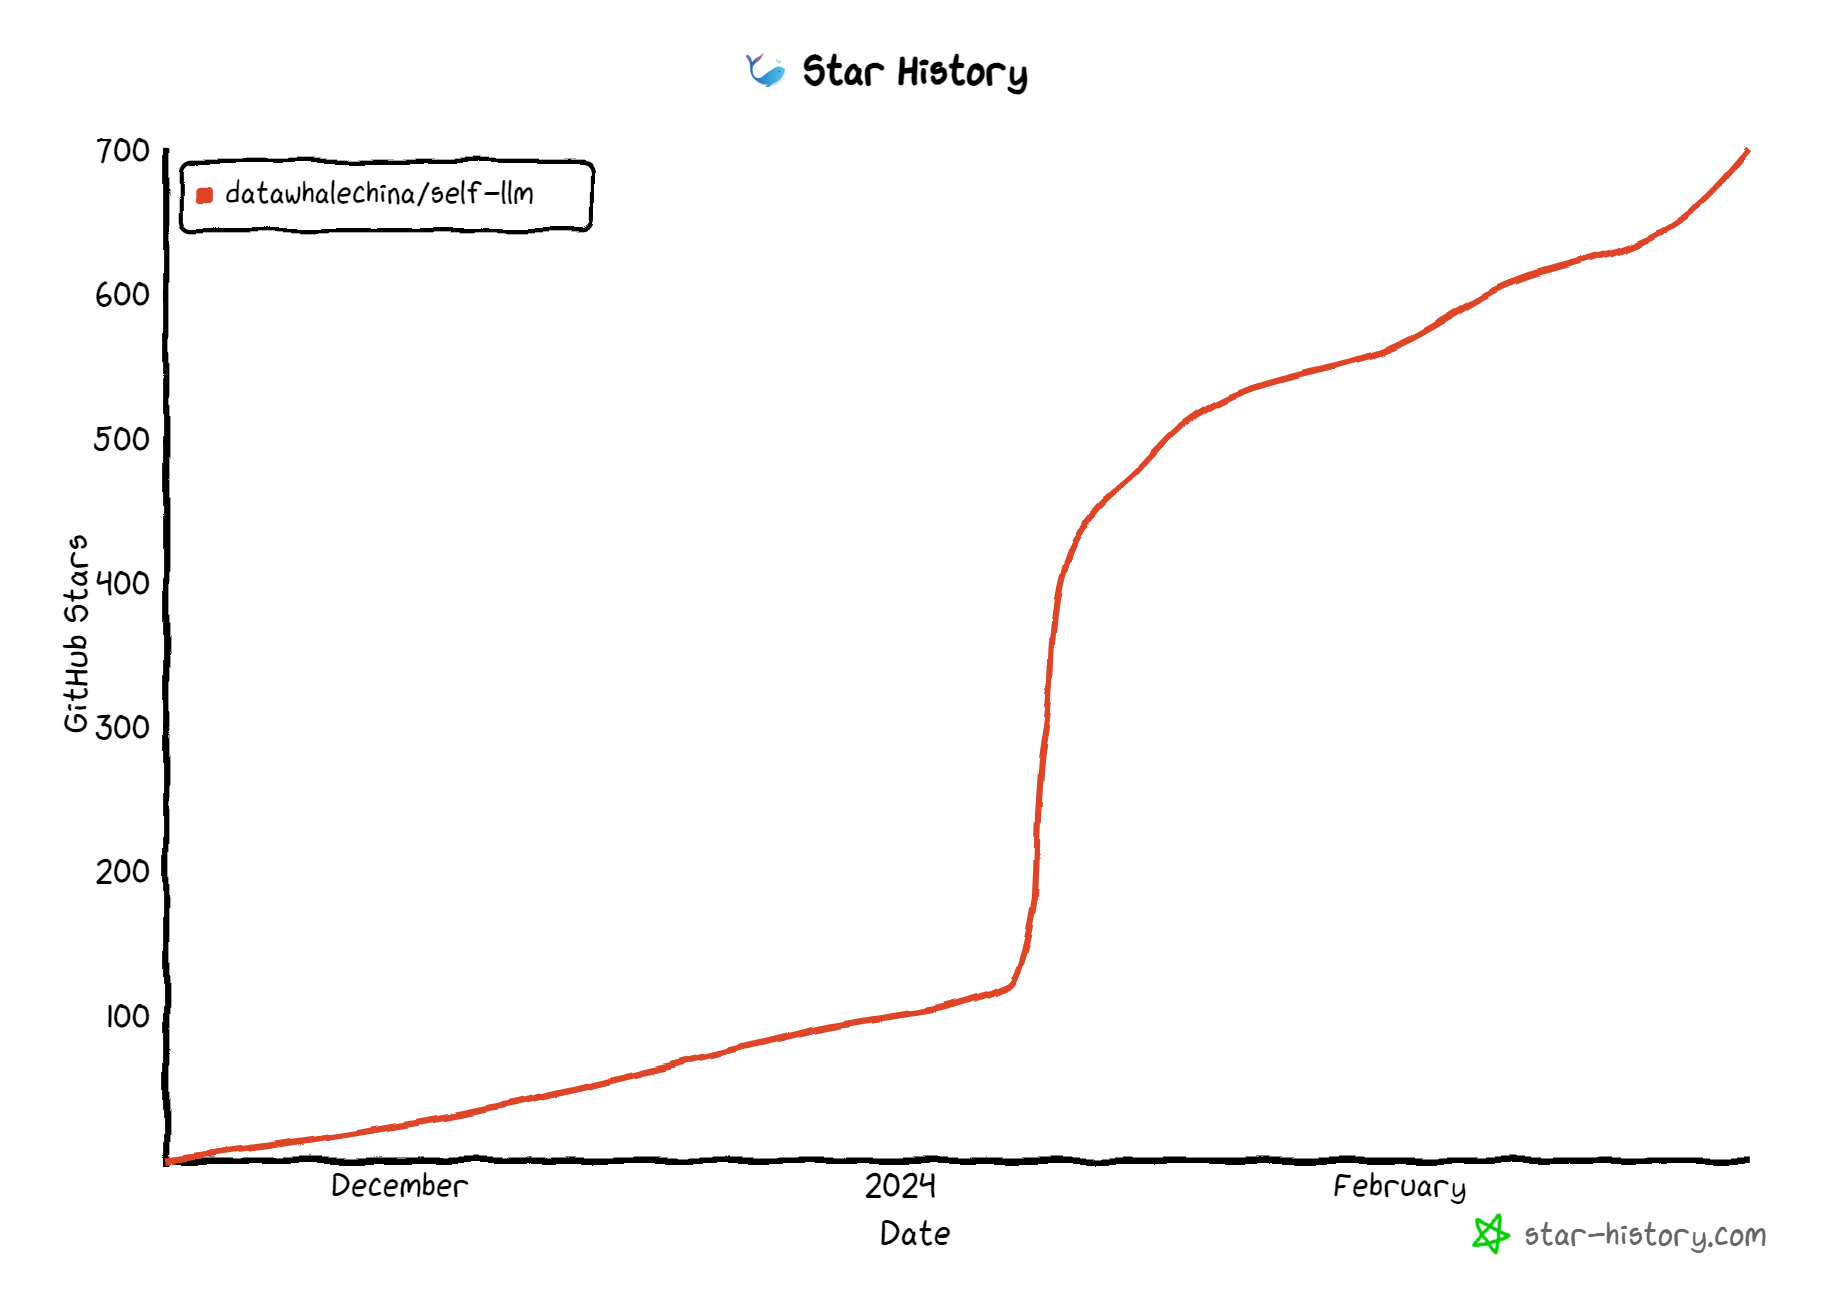 Star History
700
datawhalechina/self-llm
600
500
400
300
200
100
GitHub Stars
December
2024
February
Date
star-history.com